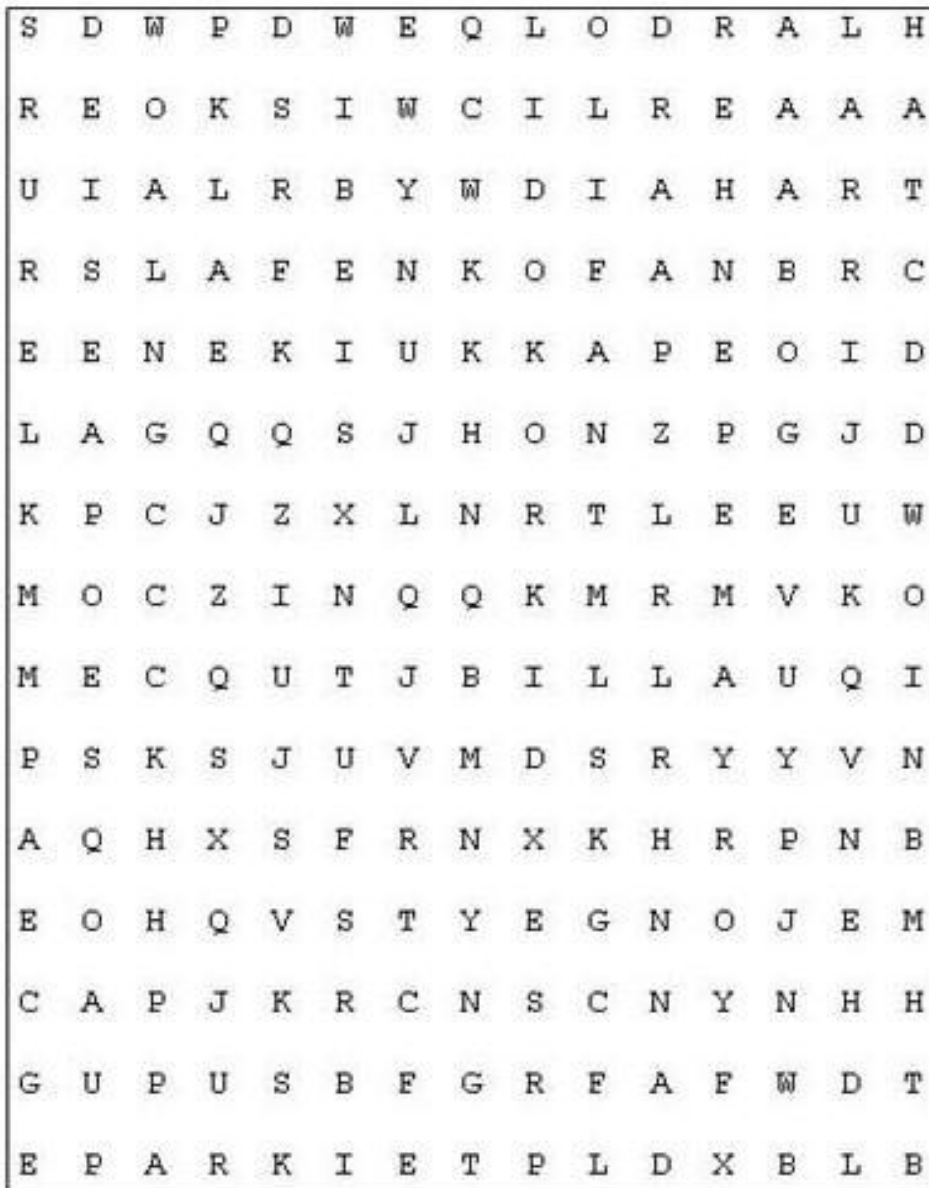 S D W P D W E Q L O D R A L H
R E O K S I W C I L R E A A A
U I A L R B Y W D I A H A R T
R S L A F E N K O F A N B R C
E E N E K I U K K A P E O I D
L A G Q Q S J H O N Z P G J D
K P C J Z X L N R T L E E U W
M O C Z I N Q Q K M R M V K O
M E C Q U T J B I L L A U Q I
P S K S J U V M D S R Y Y V N
A Q H X S F R N X K H R P N B
E O H Q V S T Y E G N O J E M
C A P J K R C N S C N Y N H H
G U P U S B F G R F A F W D T
E P A R K I E T P L D X B L B